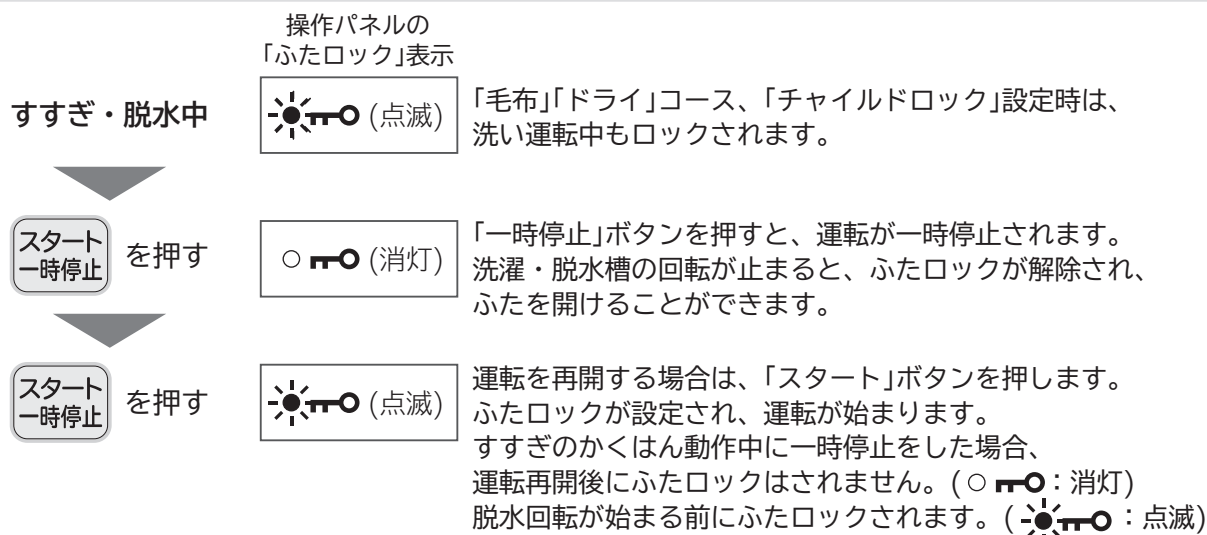 操作パネルの
「ふたロック」表示
すすぎ・脱水中
(点滅)
「毛布」「ドライ」コース、「チャイルドロック」設定時は、
洗い運転中もロックされます。
スタート
一時停止
を押す
(消灯)
「一時停止」ボタンを押すと、運転が一時停止されます。
洗濯・脱水槽の回転が止まると、ふたロックが解除され、
ふたを開けることができます。
スタート
一時停止
を押す
(点滅)
運転を再開する場合は、「スタート」ボタンを押します。
ふたロックが設定され、運転が始まります。
すすぎのかくはん動作中に一時停止をした場合、
運転再開後にふたロックはされません。(○ :消灯)
脱水回転が始まる前にふたロックされます。( :点滅)